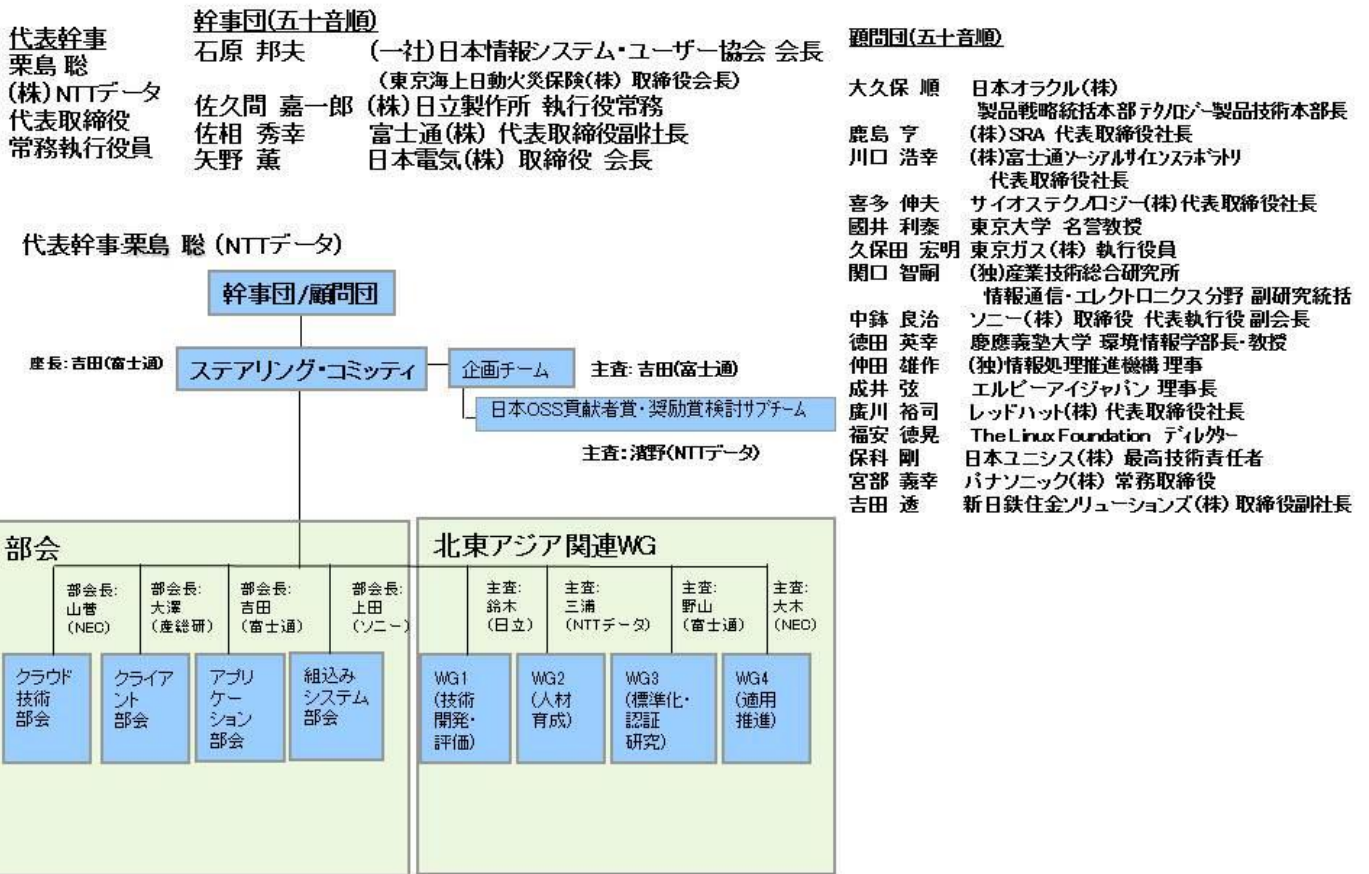 代表幹事
栗島 聡
(株)NTTデータ
代表取締役
常務執行役員
幹事団(五十音順)
石原 邦夫 (一社)日本情報システム・ユーザー協会 会長
(東京海上日動火災保険(株) 取締役会長)
佐久間 嘉一郎 (株)日立製作所 執行役常務
佐相 秀幸 富士通(株) 代表取締役副社長
矢野 薫 日本電気(株) 取締役 会長
顧問団(五十音順)
大久保 順 日本オラクル(株)
製品戦略統括本部 テクノロジー製品技術本部長
鹿島 亨 (株)SRA 代表取締役社長
川口 浩幸 (株)富士通ソーシアルサイエンスラボラトリ
代表取締役社長
喜多 伸夫 サイオステクノロジー(株)代表取締役社長
國井 利泰 東京大学 名誉教授
久保田 宏明 東京ガス(株) 執行役員
関口 智嗣 (独)産業技術総合研究所
情報通信・エレクトロニクス分野 副研究統括
中鉢 良治 ソニー(株) 取締役 代表執行役 副会長
徳田 英幸 慶應義塾大学 環境情報学部長・教授
仲田 雄作 (独)情報処理推進機構 理事
成井 弦 エルピーアイジャパン 理事長
廣川 裕司 レッドハット(株) 代表取締役社長
福安 徳晃 The Linux Foundation ディレクター
保科 剛 日本ユニシス(株) 最高技術責任者
宮部 義幸 パナソニック(株) 常務取締役
吉田 透 新日鉄住金ソリューションズ(株) 取締役副社長
代表幹事栗島 聡 (NTTデータ)
幹事団/顧問団
座長:吉田(富士通)
ステアリング・コミッティ
企画チーム
主査:吉田(富士通)
日本OSS貢献者賞・奨励賞検討サブチーム
主査:濱野(NTTデータ)
部会
部会長:
山菅
(NEC)
部会長:
大澤
(産総研)
部会長:
吉田
(富士通)
部会長:
上田
(ソニー)
クラウド
技術
部会
クライア
ント
部会
アプリ
ケー
ション
部会
組込み
システム
部会
北東アジア関連WG
主査:
鈴木
(日立)
主査:
三浦
(NTTデータ)
主査:
野山
(富士通)
主査:
大木
(NEC)
WG1
(技術
開発・
評価)
WG2
(人材
育成)
WG3
(標準化・
認証
研究)
WG4
(適用
推進)